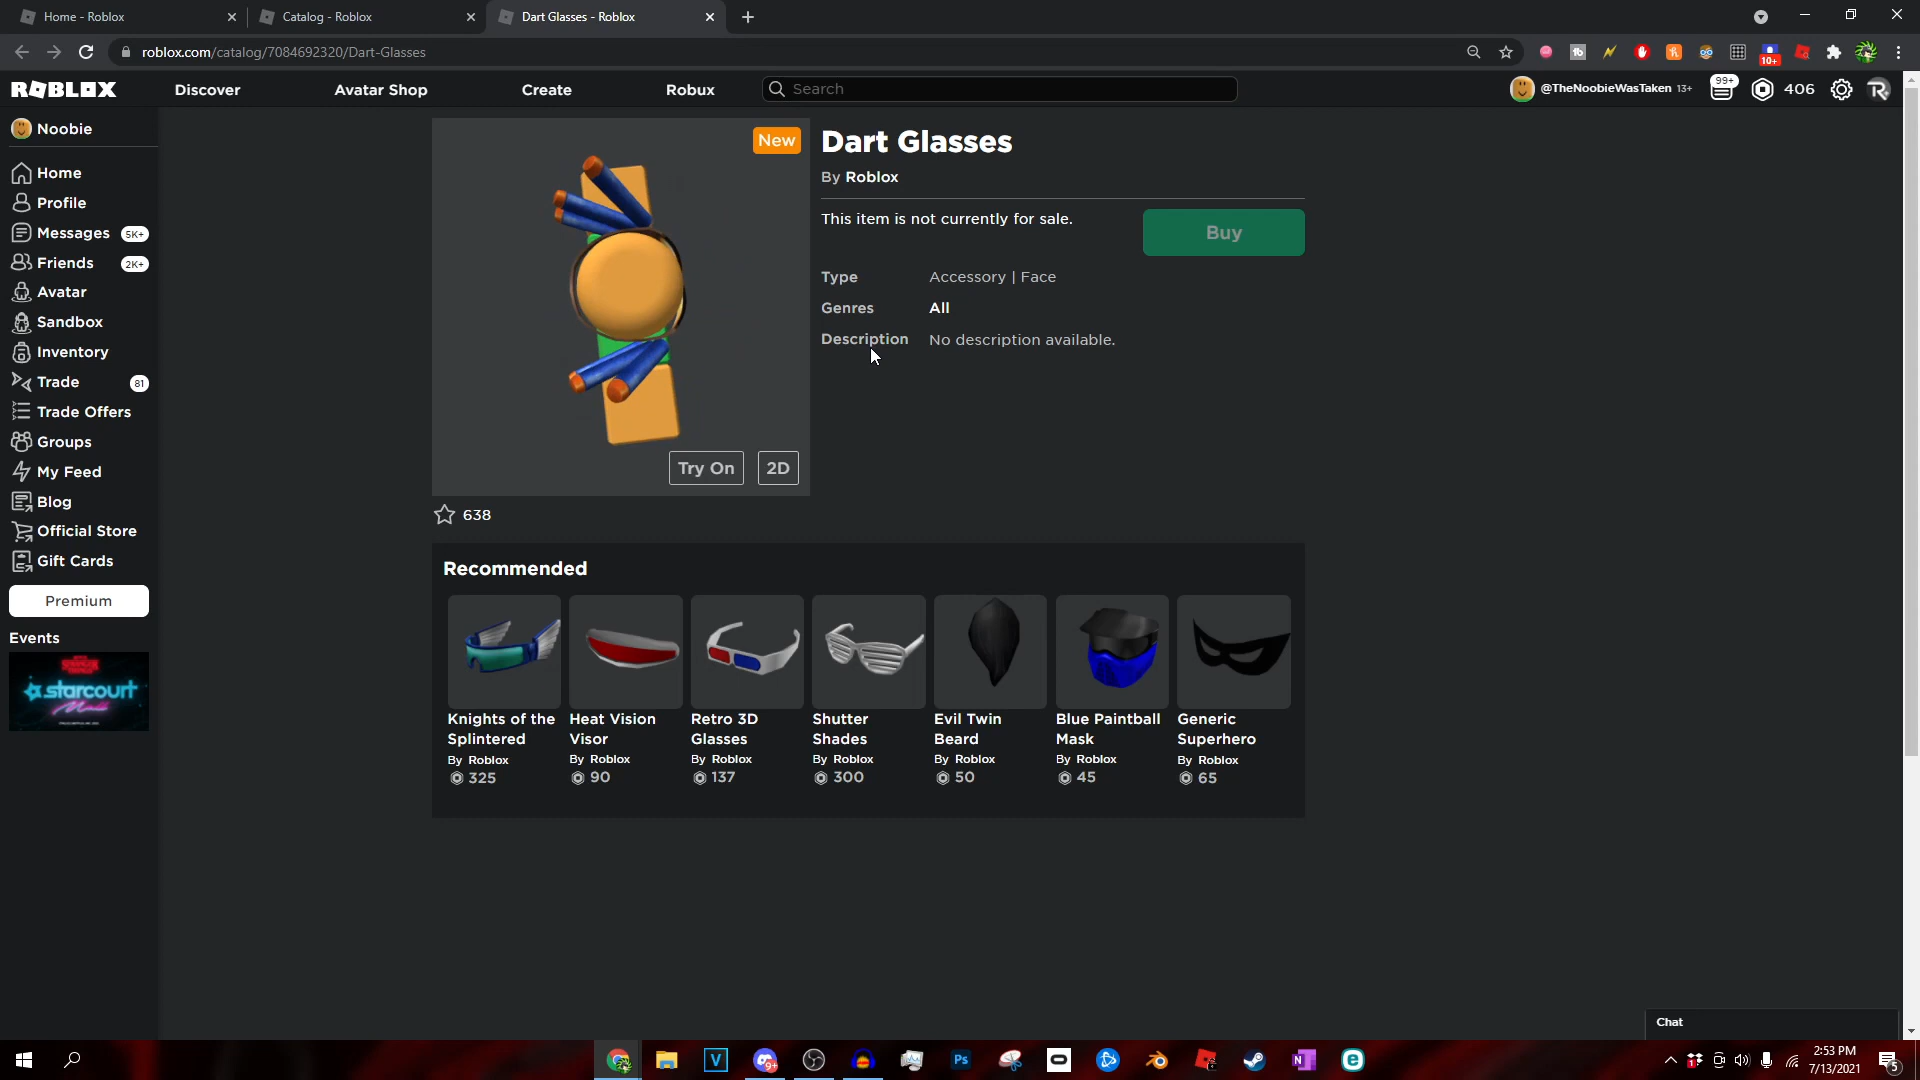 Home - Roblox
Catalog - Roblox
Dart Glasses - Roblox
roblox.com/catalog/7084692320/Dart-Glasses
10+
ROBLOX
Discover
Avatar Shop
Create
Robux
Search
@TheNoobieWasTaken 13+
99+
406
Noobie
Home
Profile
Messages 5K+
Friends 2K+
Avatar
Sandbox
Inventory
Trade 81
Trade Offers
Groups
My Feed
Blog
Official Store
Gift Cards
Premium
Events
starcourt
New
Try On
2D
638
Dart Glasses
By Roblox
This item is not currently for sale.
Buy
Type Accessory | Face
Genres All
Description No description available.
Recommended
Knights of the
Splintered
By Roblox
325
Heat Vision
Visor
By Roblox
90
Retro 3D
Glasses
By Roblox
137
Shutter
Shades
By Roblox
300
Evil Twin
Beard
By Roblox
50
Blue Paintball
Mask
By Roblox
45
Generic
Superhero
By Roblox
65
Chat
V
9+
Ps
N
2:53 PM
7/13/2021
5